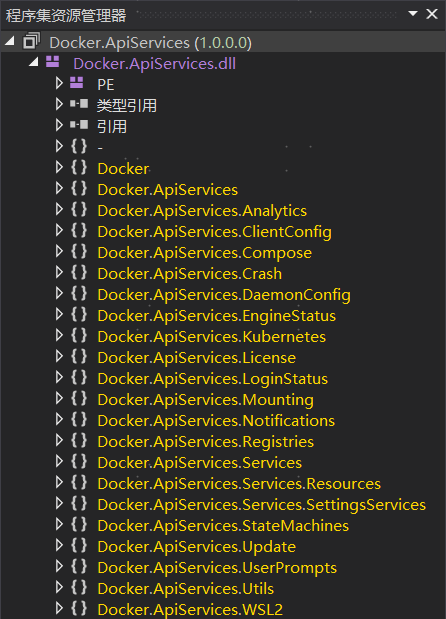 程序集资源管理器
Docker.ApiServices (1.0.0.0)
Docker.ApiServices.dll
PE
类型引用
引用
{ } -
{ } Docker
{ } Docker.ApiServices
{ } Docker.ApiServices.Analytics
{ } Docker.ApiServices.ClientConfig
{ } Docker.ApiServices.Compose
{ } Docker.ApiServices.Crash
{ } Docker.ApiServices.DaemonConfig
{ } Docker.ApiServices.EngineStatus
{ } Docker.ApiServices.Kubernetes
{ } Docker.ApiServices.License
{ } Docker.ApiServices.LoginStatus
{ } Docker.ApiServices.Mounting
{ } Docker.ApiServices.Notifications
{ } Docker.ApiServices.Registries
{ } Docker.ApiServices.Services
{ } Docker.ApiServices.Services.Resources
{ } Docker.ApiServices.Services.SettingsServices
{ } Docker.ApiServices.StateMachines
{ } Docker.ApiServices.Update
{ } Docker.ApiServices.UserPrompts
{ } Docker.ApiServices.Utils
{ } Docker.ApiServices.WSL2